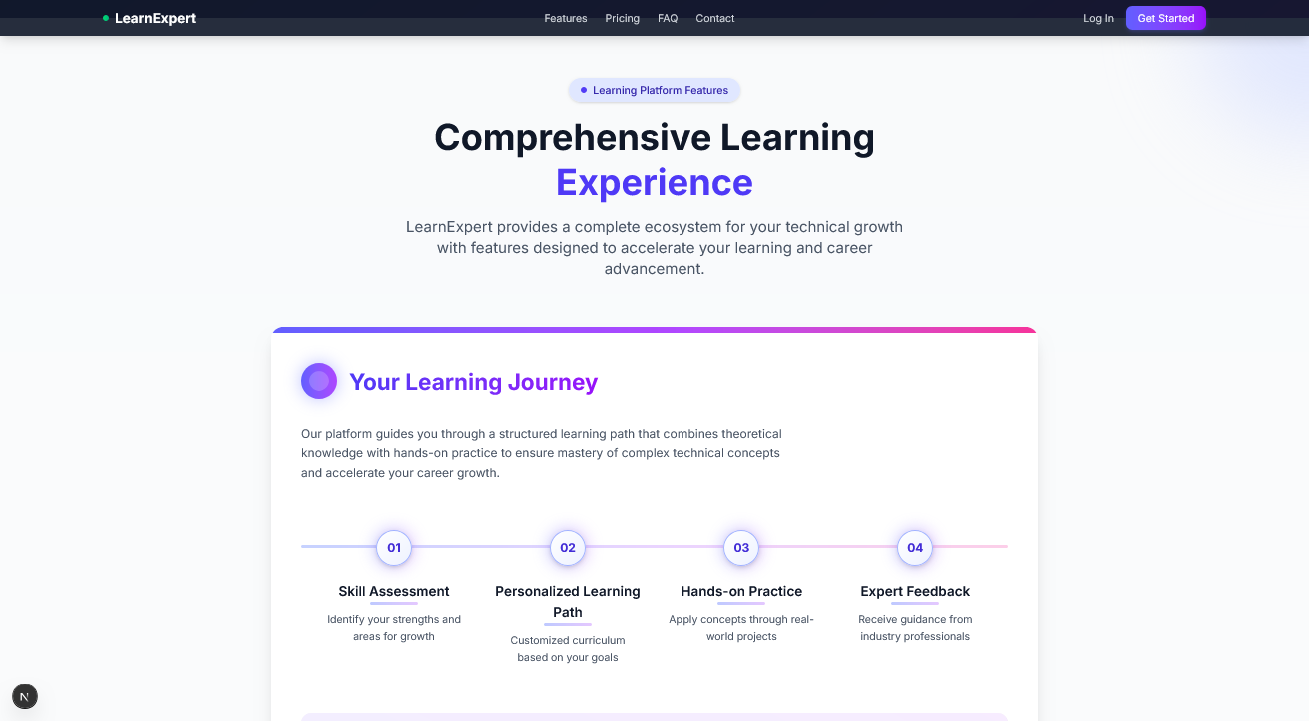 LearnExpert
Features
Pricing
FAQ
Contact
Log In
Get Started
Learning Platform Features
Comprehensive Learning
Experience
LearnExpert provides a complete ecosystem for your technical growth
with features designed to accelerate your learning and career
advancement.
Your Learning Journey
Our platform guides you through a structured learning path that combines theoretical
knowledge with hands-on practice to ensure mastery of complex technical concepts
and accelerate your career growth.
01
Skill Assessment
Identify your strengths and
areas for growth
02
Personalized Learning
Path
Customized curriculum
based on your goals
03
Hands-on Practice
Apply concepts through real-
world projects
04
Expert Feedback
Receive guidance from
industry professionals
N